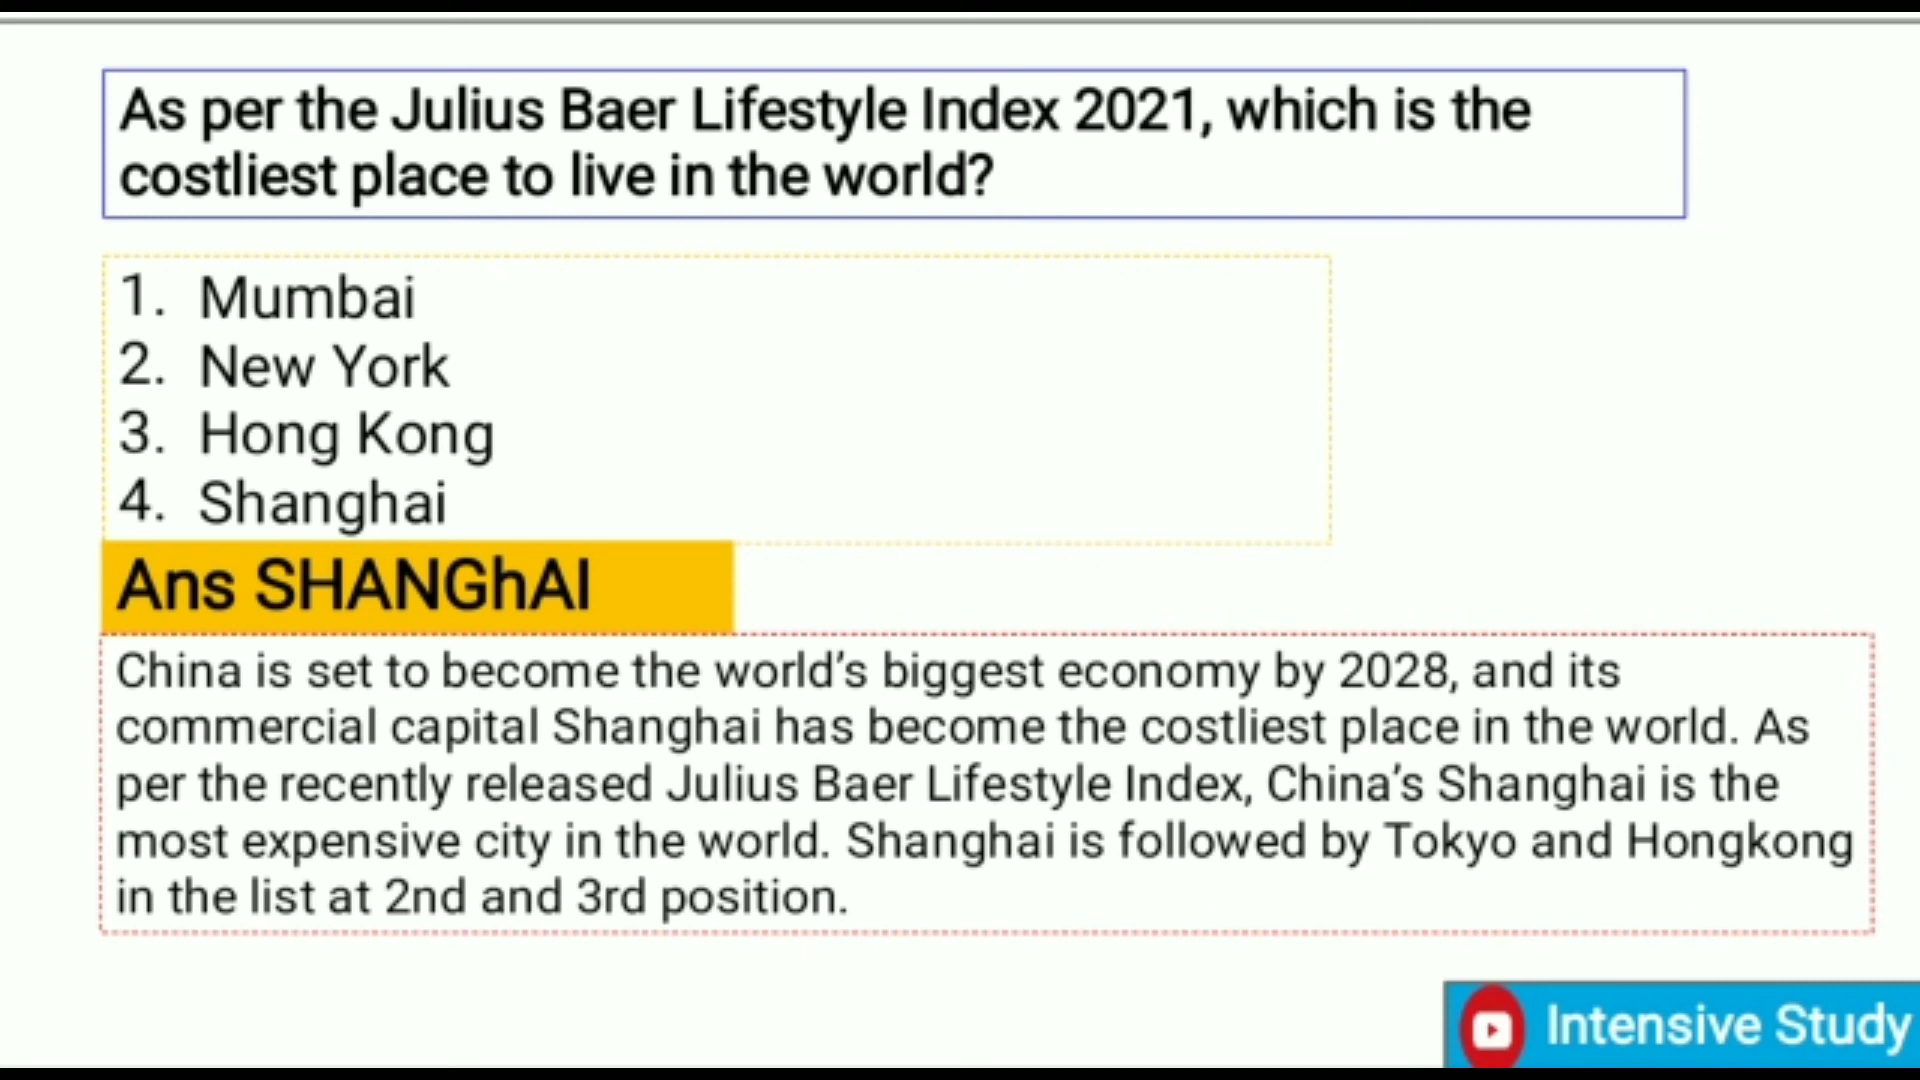 As per the Julius Baer Lifestyle Index 2021, which is the
costliest place to live in the world?
1. Mumbai
2. New York
3. Hong Kong
4. Shanghai
Ans SHANGhAI
China is set to become the world’s biggest economy by 2028, and its
commercial capital Shanghai has become the costliest place in the world. As
per the recently released Julius Baer Lifestyle Index, China’s Shanghai is the
most expensive city in the world. Shanghai is followed by Tokyo and Hongkong
in the list at 2nd and 3rd position.
Intensive Study